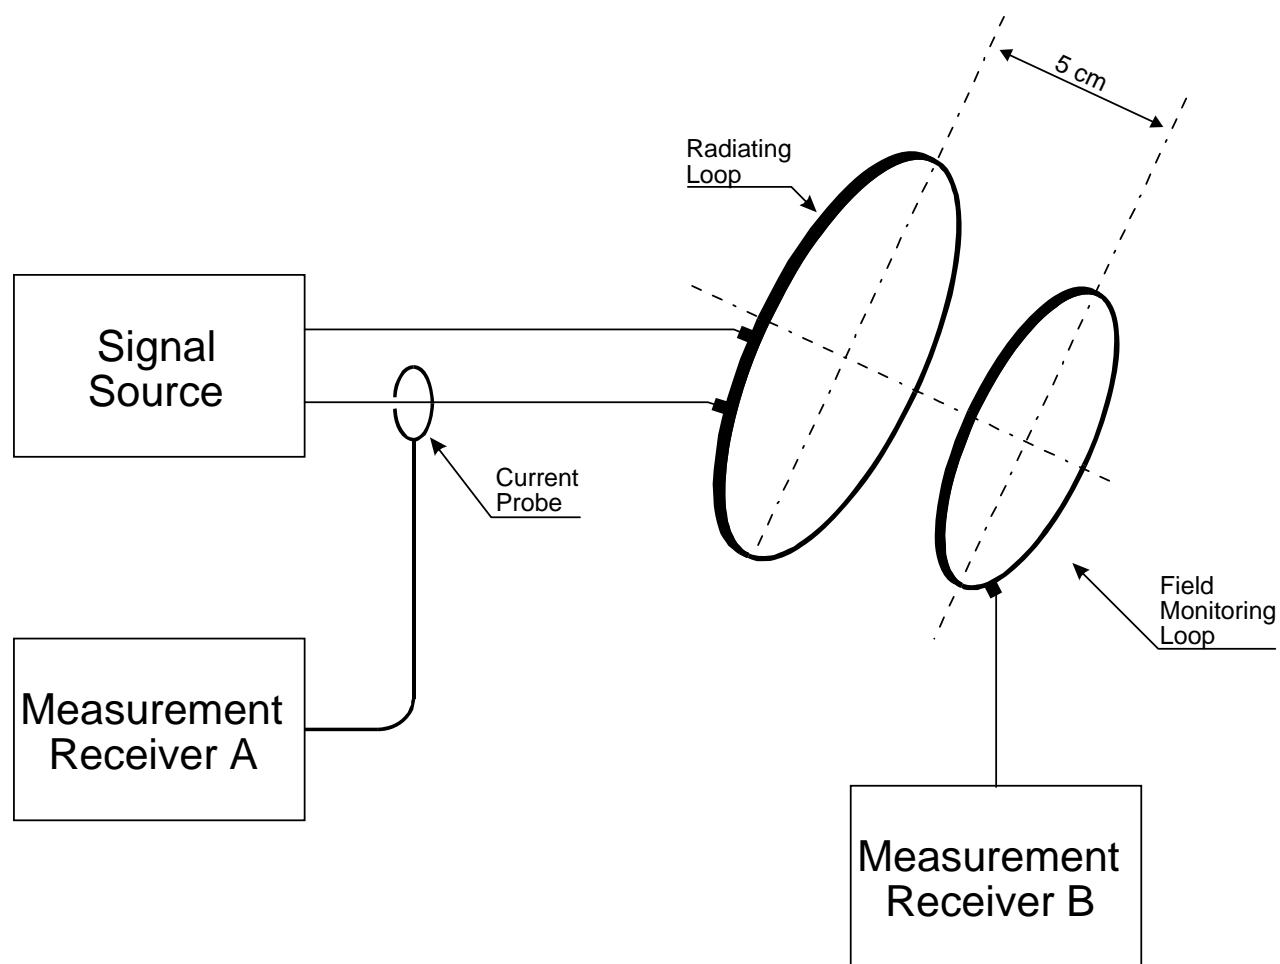 5 cm
Radiating
Loop
Signal
Source
Current
Probe
Field
Monitoring
Loop
Measurement
Receiver A
Measurement
Receiver B